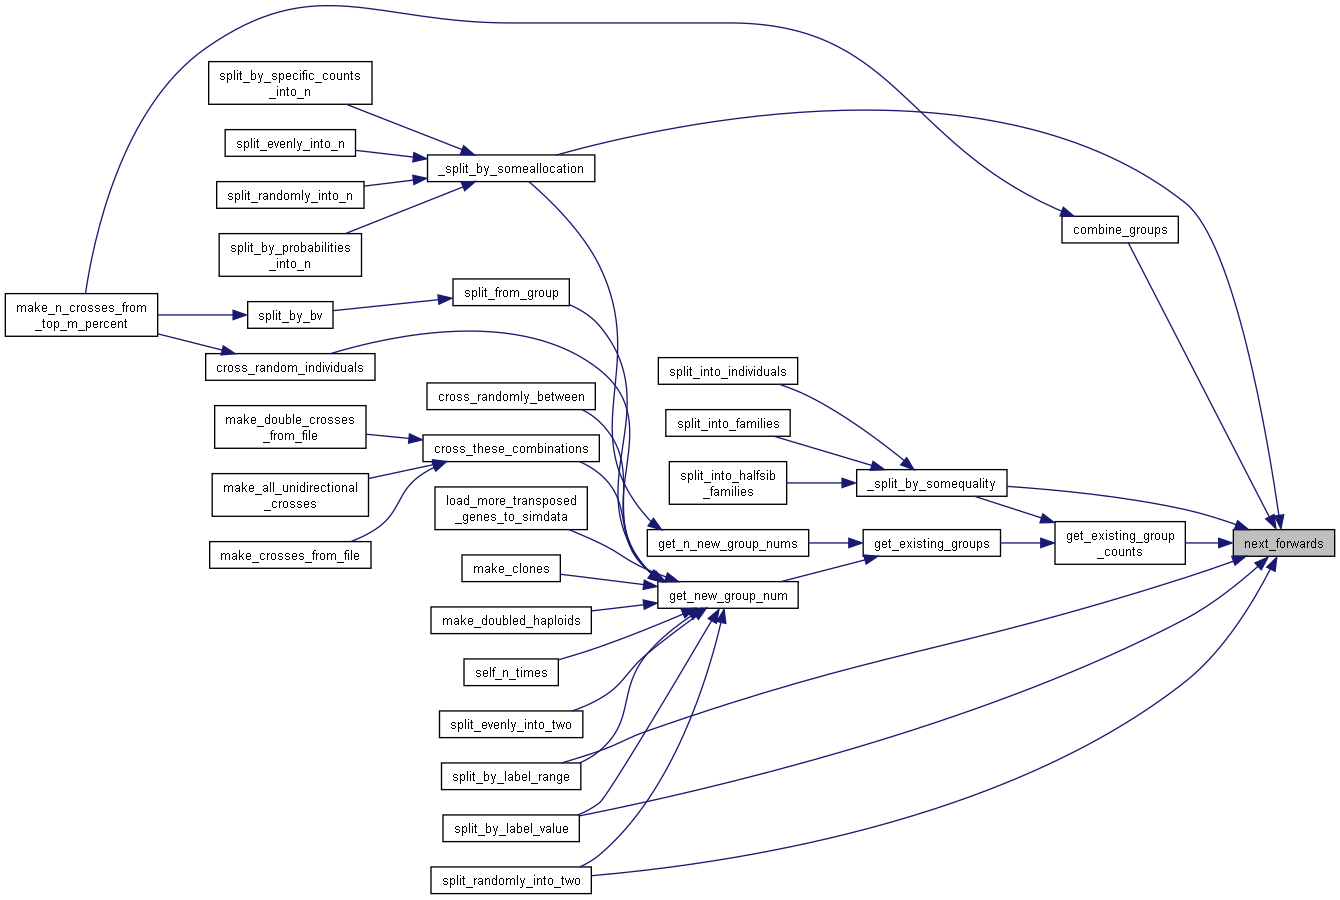 split_by_specific_counts
_into_n
split_evenly_into_n
_split_by_someallocation
split_randomly_into_n
combine_groups
split_by_probabilities
_into_n
split_from_group
make_n_crosses_from
_top_m_percent
split_by_bv
cross_random_individuals
split_into_individuals
cross_randomly_between
make_double_crosses
_from_file
split_into_families
cross_these_combinations
split_into_halfsib
_families
_split_by_somequality
make_all_unidirectional
_crosses
load_more_transposed
_genes_to_simdata
get_n_new_group_nums
get_existing_groups
get_existing_group
_counts
next_forwards
make_crosses_from_file
make_clones
get_new_group_num
make_doubled_haploids
self_n_times
split_evenly_into_two
split_by_label_range
split_by_label_value
split_randomly_into_two